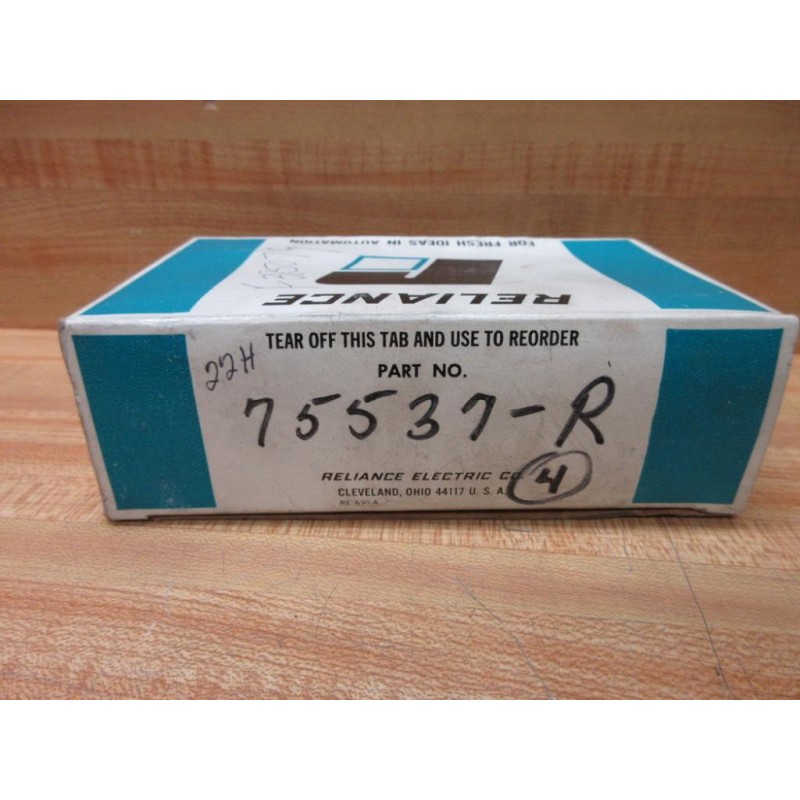 FOR FRESH IDEAS IN AUTOMATION
RELIANCE
TEAR OFF THIS TAB AND USE TO REORDER
22H
PART NO.
75537-R
RELIANCE ELECTRIC CO.
4
CLEVELAND, OHIO 44117 U. S. A.